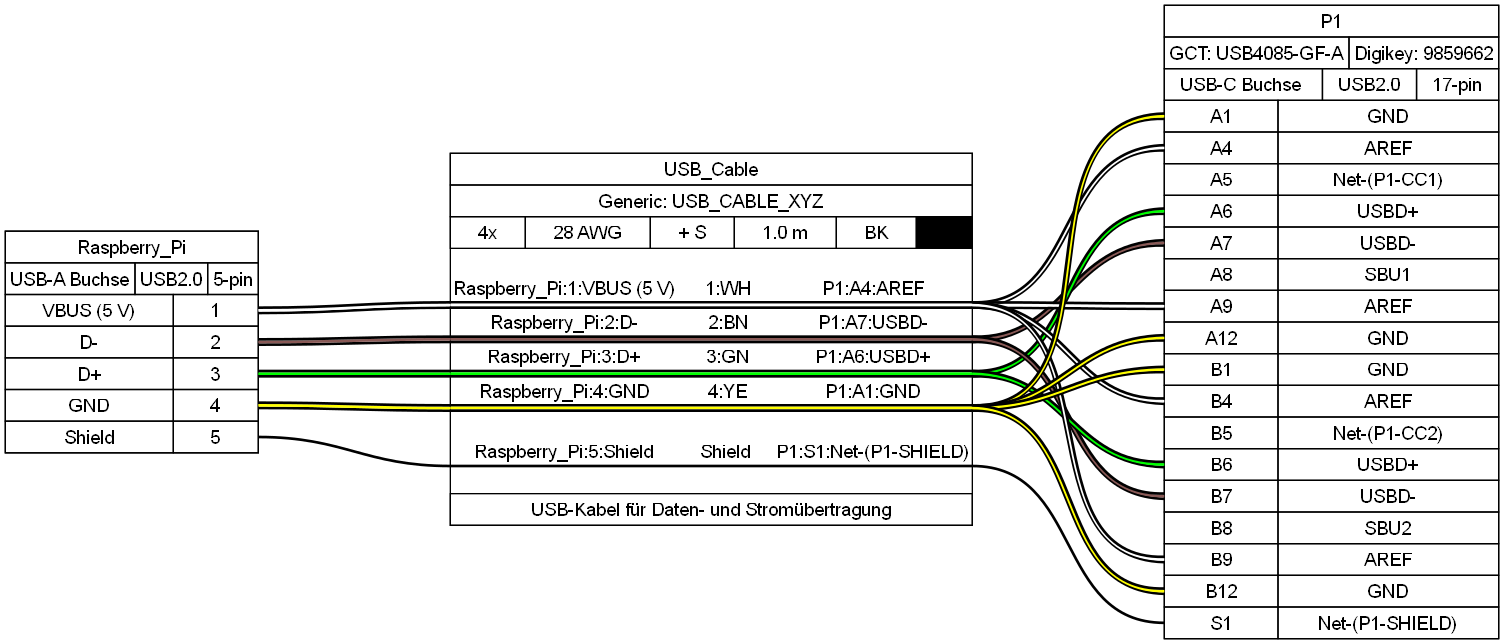 Raspberry_Pi
USB-A Buchse USB2.0 5-pin
VBUS (5 V) 1
D- 2
D+ 3
GND 4
Shield 5
USB_Cable
Generic: USB_CABLE_XYZ
4x 28 AWG + S 1.0 m BK
Raspberry_Pi:1:VBUS (5 V) 1:WH P1:A4:AREF
Raspberry_Pi:2:D- 2:BN P1:A7:USBD-
Raspberry_Pi:3:D+ 3:GN P1:A6:USBD+
Raspberry_Pi:4:GND 4:YE P1:A1:GND
Raspberry_Pi:5:Shield Shield P1:S1:Net-(P1-SHIELD)
USB-Kabel für Daten- und Stromübertragung
P1
GCT: USB4085-GF-A Digikey: 9859662
USB-C Buchse USB2.0 17-pin
A1 GND
A4 AREF
A5 Net-(P1-CC1)
A6 USBD+
A7 USBD-
A8 SBU1
A9 AREF
A12 GND
B1 GND
B4 AREF
B5 Net-(P1-CC2)
B6 USBD+
B7 USBD-
B8 SBU2
B9 AREF
B12 GND
S1 Net-(P1-SHIELD)